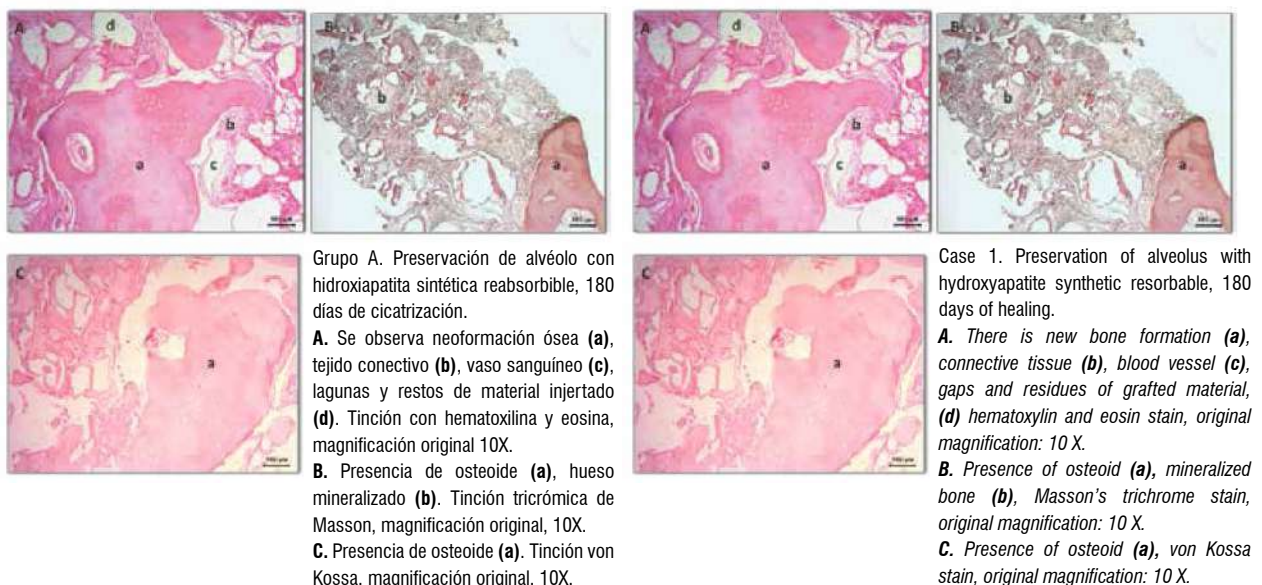 A
d
b
a
c
B
b
a
Grupo A. Preservación de alvéolo con
hidroxiapatita sintética reabsorbible, 180
días de cicatrización.
A. Se observa neoformación ósea (a),
tejido conectivo (b), vaso sanguíneo (c),
lagunas y restos de material injertado
(d). Tinción con hematoxilina y eosina,
magnificación original 10X.
B. Presencia de osteoide (a), hueso
mineralizado (b). Tinción tricrómica de
Masson, magnificación original, 10X.
C. Presencia de osteoide (a). Tinción von
Kossa, magnificación original, 10X.
C
a
A
d
b
a
c
B
b
a
Case 1. Preservation of alveolus with
hydroxyapatite synthetic resorbable, 180
days of healing.
A. There is new bone formation (a),
connective tissue (b), blood vessel (c),
gaps and residues of grafted material,
(d) hematoxylin and eosin stain, original
magnification: 10 X.
B. Presence of osteoid (a), mineralized
bone (b), Masson's trichrome stain,
original magnification: 10 X.
C. Presence of osteoid (a), von Kossa
stain, original magnification: 10 X.
C
a